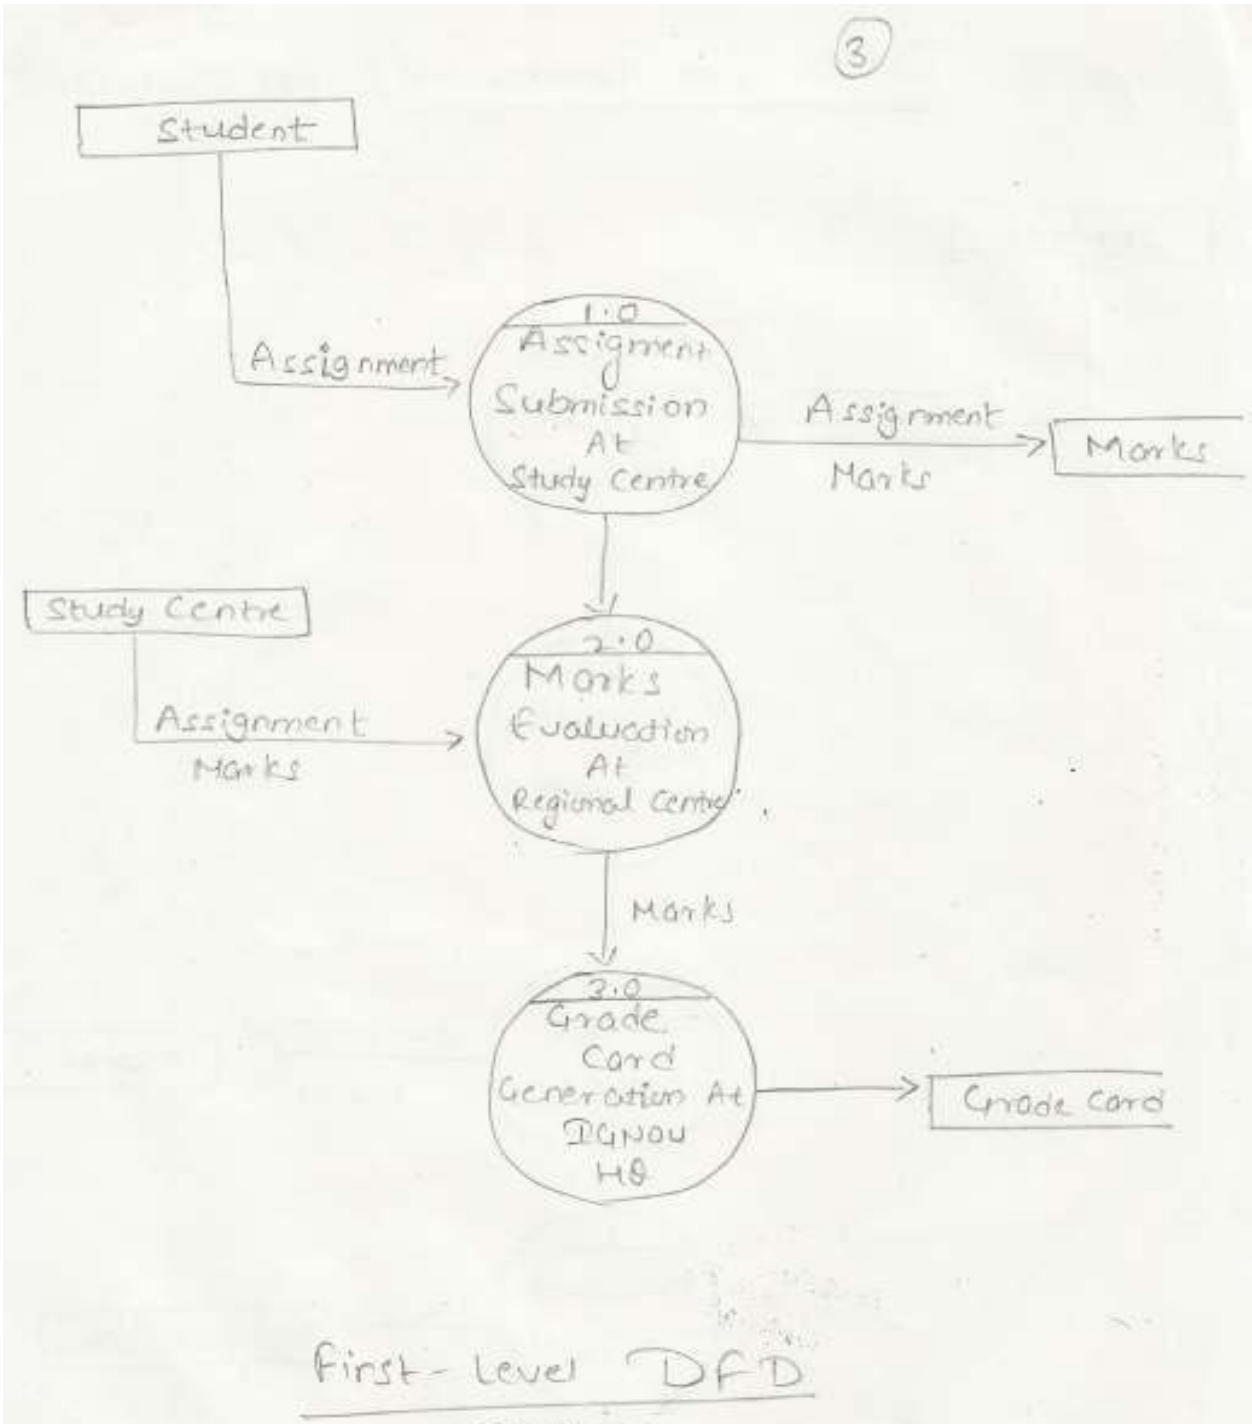 3
Student
Assignment
1.0
Assigment
Submission
At
Study Centre
Assignment
Marks
Marks
Study Centre
Assignment
Marks
2.0
Marks
Evaluation
At
Regional Centre
Marks
3.0
Grade
Card
Generation At
IGNOU
HQ
Grade Card
First-Level DFD